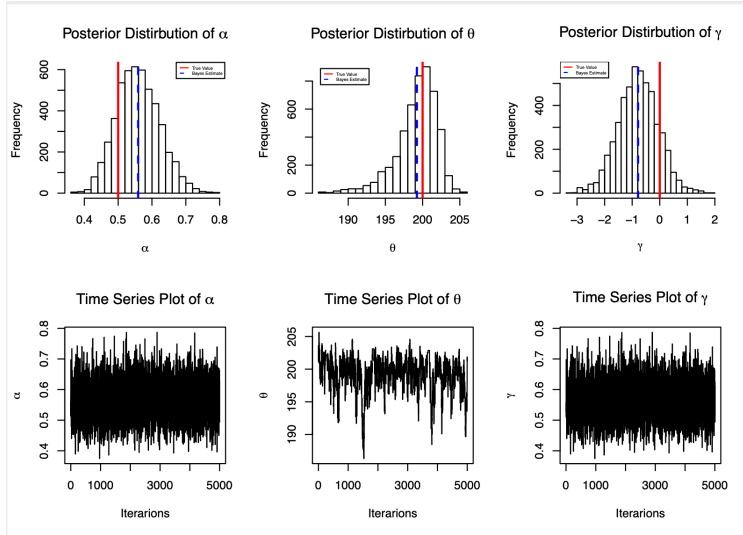 Posterior Distirbution of α
True Value
Bayes Estimate
Frequency
0 200 400 600
0.4 0.5 0.6 0.7 0.8
α
Posterior Distirbution of θ
True Value
Bayes Estimate
Frequency
0 200 600
190 195 200 205
θ
Posterior Distirbution of γ
True Value
Bayes Estimate
Frequency
0 200 400
−3 −2 −1 0 1 2
γ
Time Series Plot of α
α
0.4 0.5 0.6 0.7 0.8
0 1000 3000 5000
Iterarions
Time Series Plot of θ
θ
190 195 200 205
0 1000 3000 5000
Iterarions
Time Series Plot of γ
γ
0.4 0.5 0.6 0.7 0.8
0 1000 3000 5000
Iterarions